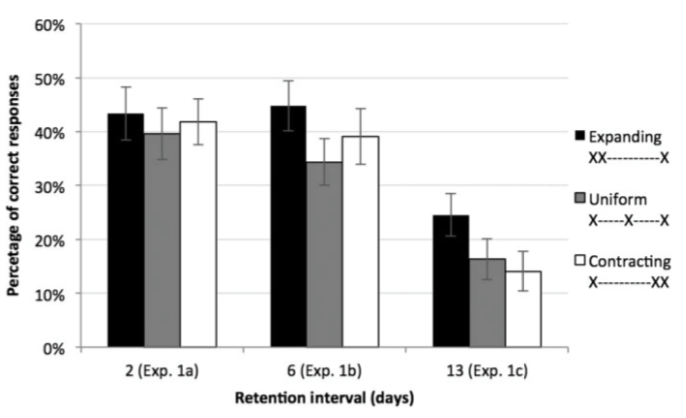 60%
50%
40%
30%
20%
10%
0%
Percetage of correct responses
2 (Exp. 1a)
6 (Exp. 1b)
13 (Exp. 1c)
Retention interval (days)
Expanding
XX----------X
Uniform
X-----X-----X
Contracting
X----------XX